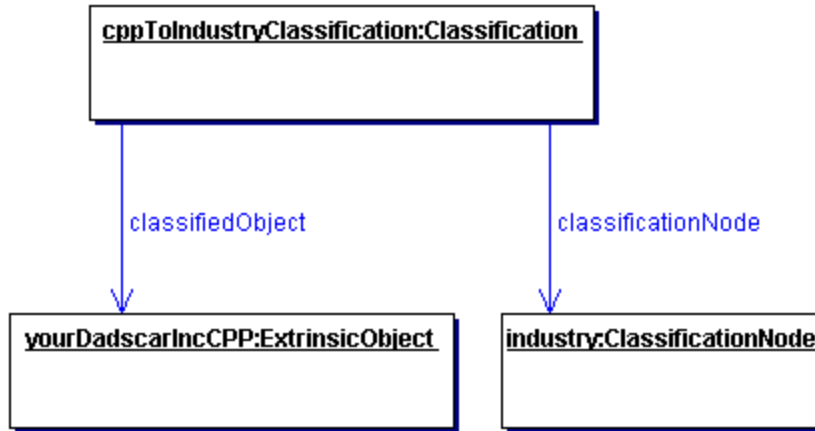 cppToIndustryClassification:Classification
classifiedObject
classificationNode
yourDadscarIncCPP:ExtrinsicObject
industry:ClassificationNode